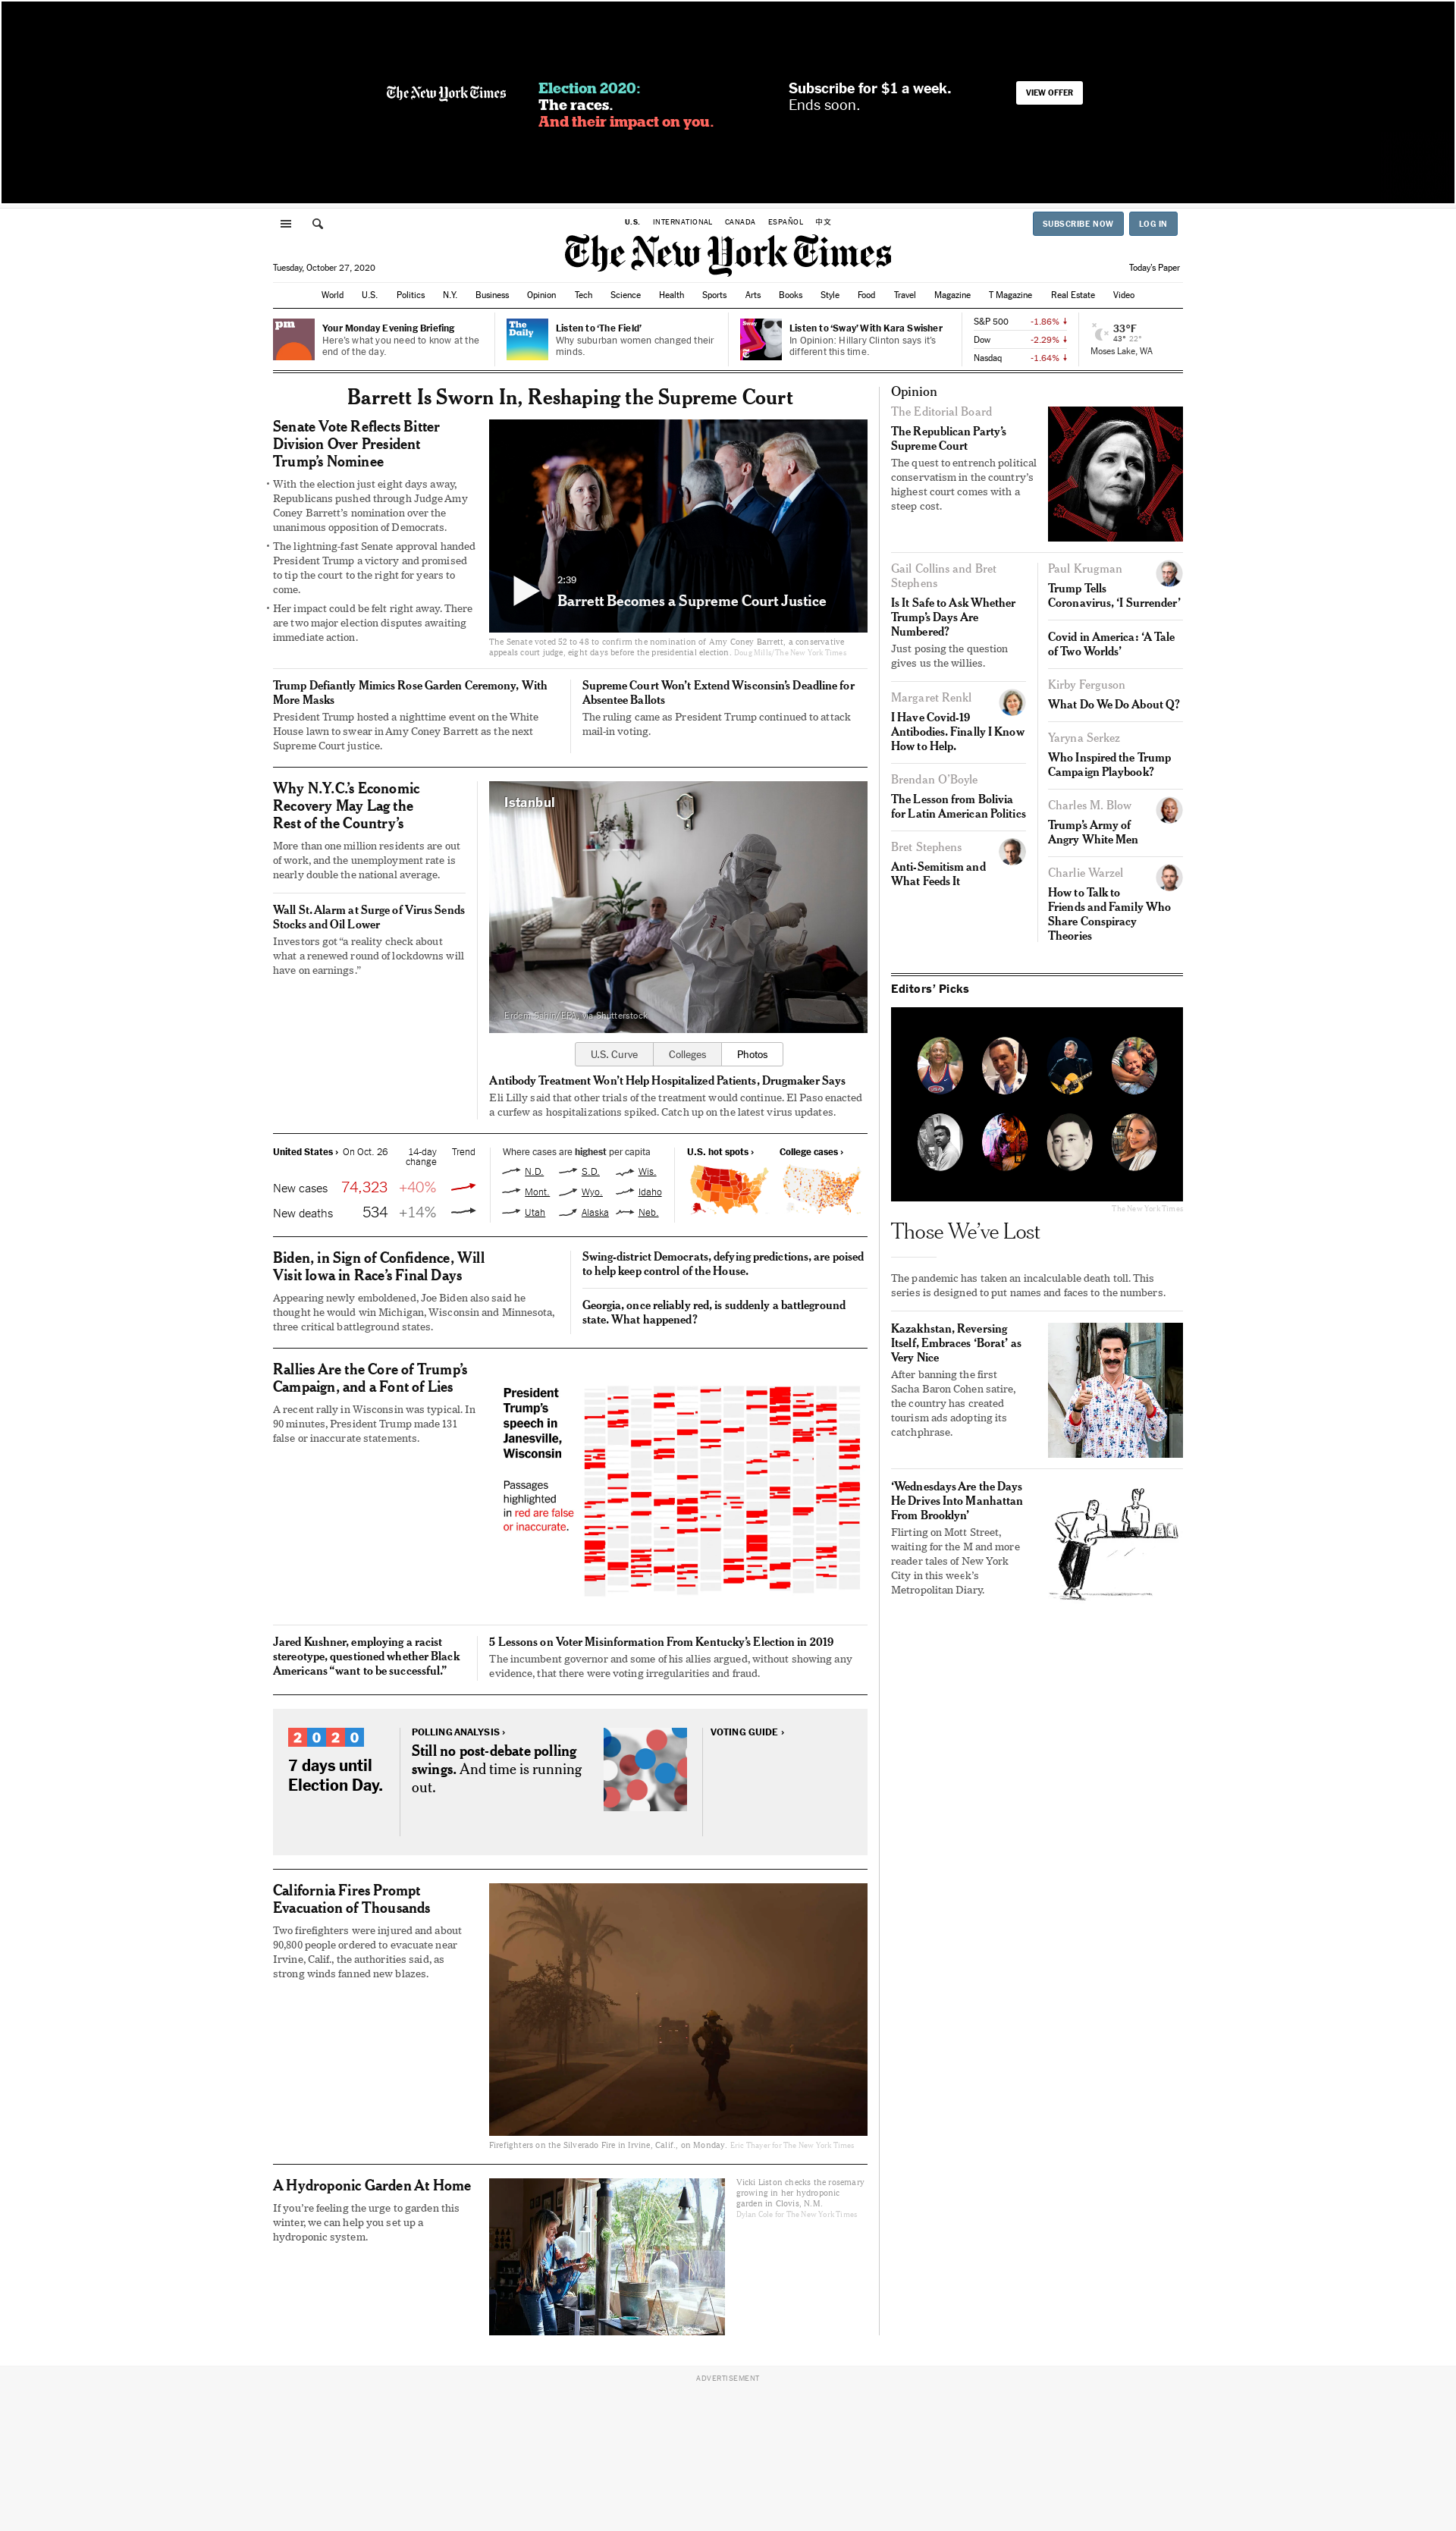 The New York Times
Election 2020:
The races.
And their impact on you.
Subscribe for $1 a week.
Ends soon.
VIEW OFFER
U.S. INTERNATIONAL CANADA ESPAÑOL 中文
SUBSCRIBE NOW LOG IN
The New York Times
Tuesday, October 27, 2020
Today's Paper
World U.S. Politics N.Y. Business Opinion Tech Science Health Sports Arts Books Style Food Travel Magazine T Magazine Real Estate Video
pm
Your Monday Evening Briefing
Here's what you need to know at the
end of the day.
The
Daily
Listen to 'The Field'
Why suburban women changed their
minds.
Sway
Listen to 'Sway' With Kara Swisher
In Opinion: Hillary Clinton says it's
different this time.
S&P 500 -1.86%
Dow -2.29%
Nasdaq -1.64%
33°F
43° 22°
Moses Lake, WA
Barrett Is Sworn In, Reshaping the Supreme Court
Senate Vote Reflects Bitter
Division Over President
Trump's Nominee
• With the election just eight days away,
Republicans pushed through Judge Amy
Coney Barrett's nomination over the
unanimous opposition of Democrats.
• The lightning-fast Senate approval handed
President Trump a victory and promised
to tip the court to the right for years to
come.
• Her impact could be felt right away. There
are two major election disputes awaiting
immediate action.
2:39
Barrett Becomes a Supreme Court Justice
The Senate voted 52 to 48 to confirm the nomination of Amy Coney Barrett, a conservative
appeals court judge, eight days before the presidential election. Doug Mills/The New York Times
Trump Defiantly Mimics Rose Garden Ceremony, With
More Masks
President Trump hosted a nighttime event on the White
House lawn to swear in Amy Coney Barrett as the next
Supreme Court justice.
Supreme Court Won't Extend Wisconsin's Deadline for
Absentee Ballots
The ruling came as President Trump continued to attack
mail-in voting.
Why N.Y.C.'s Economic
Recovery May Lag the
Rest of the Country's
More than one million residents are out
of work, and the unemployment rate is
nearly double the national average.
Wall St. Alarm at Surge of Virus Sends
Stocks and Oil Lower
Investors got "a reality check about
what a renewed round of lockdowns will
have on earnings."
Istanbul
Erdem Sahin/EPA, via Shutterstock
U.S. Curve Colleges Photos
Antibody Treatment Won't Help Hospitalized Patients, Drugmaker Says
Eli Lilly said that other trials of the treatment would continue. El Paso enacted
a curfew as hospitalizations spiked. Catch up on the latest virus updates.
United States › On Oct. 26 14-day
change Trend
New cases 74,323 +40%
New deaths 534 +14%
Where cases are highest per capita
N.D. S.D. Wis.
Mont. Wyo. Idaho
Utah Alaska Neb.
U.S. hot spots ›
College cases ›
Biden, in Sign of Confidence, Will
Visit Iowa in Race's Final Days
Appearing newly emboldened, Joe Biden also said he
thought he would win Michigan, Wisconsin and Minnesota,
three critical battleground states.
Swing-district Democrats, defying predictions, are poised
to help keep control of the House.
Georgia, once reliably red, is suddenly a battleground
state. What happened?
Rallies Are the Core of Trump's
Campaign, and a Font of Lies
A recent rally in Wisconsin was typical. In
90 minutes, President Trump made 131
false or inaccurate statements.
President
Trump's
speech in
Janesville,
Wisconsin
Passages
highlighted
in red are false
or inaccurate.
Jared Kushner, employing a racist
stereotype, questioned whether Black
Americans "want to be successful."
5 Lessons on Voter Misinformation From Kentucky's Election in 2019
The incumbent governor and some of his allies argued, without showing any
evidence, that there were voting irregularities and fraud.
2020
7 days until
Election Day.
POLLING ANALYSIS ›
Still no post-debate polling
swings. And time is running
out.
VOTING GUIDE ›
California Fires Prompt
Evacuation of Thousands
Two firefighters were injured and about
90,800 people ordered to evacuate near
Irvine, Calif., the authorities said, as
strong winds fanned new blazes.
Firefighters on the Silverado Fire in Irvine, Calif., on Monday. Eric Thayer for The New York Times
A Hydroponic Garden At Home
If you're feeling the urge to garden this
winter, we can help you set up a
hydroponic system.
Vicki Liston checks the rosemary
growing in her hydroponic
garden in Clovis, N.M.
Dylan Cole for The New York Times
Opinion
The Editorial Board
The Republican Party's
Supreme Court
The quest to entrench political
conservatism in the country's
highest court comes with a
steep cost.
Gail Collins and Bret
Stephens
Is It Safe to Ask Whether
Trump's Days Are
Numbered?
Just posing the question
gives us the willies.
Margaret Renkl
I Have Covid-19
Antibodies. Finally I Know
How to Help.
Brendan O'Boyle
The Lesson from Bolivia
for Latin American Politics
Bret Stephens
Anti-Semitism and
What Feeds It
Paul Krugman
Trump Tells
Coronavirus, 'I Surrender'
Covid in America: 'A Tale
of Two Worlds'
Kirby Ferguson
What Do We Do About Q?
Yaryna Serkez
Who Inspired the Trump
Campaign Playbook?
Charles M. Blow
Trump's Army of
Angry White Men
Charlie Warzel
How to Talk to
Friends and Family Who
Share Conspiracy
Theories
Editors' Picks
The New York Times
Those We've Lost
The pandemic has taken an incalculable death toll. This
series is designed to put names and faces to the numbers.
Kazakhstan, Reversing
Itself, Embraces 'Borat' as
Very Nice
After banning the first
Sacha Baron Cohen satire,
the country has created
tourism ads adopting its
catchphrase.
'Wednesdays Are the Days
He Drives Into Manhattan
From Brooklyn'
Flirting on Mott Street,
waiting for the M and more
reader tales of New York
City in this week's
Metropolitan Diary.
ADVERTISEMENT